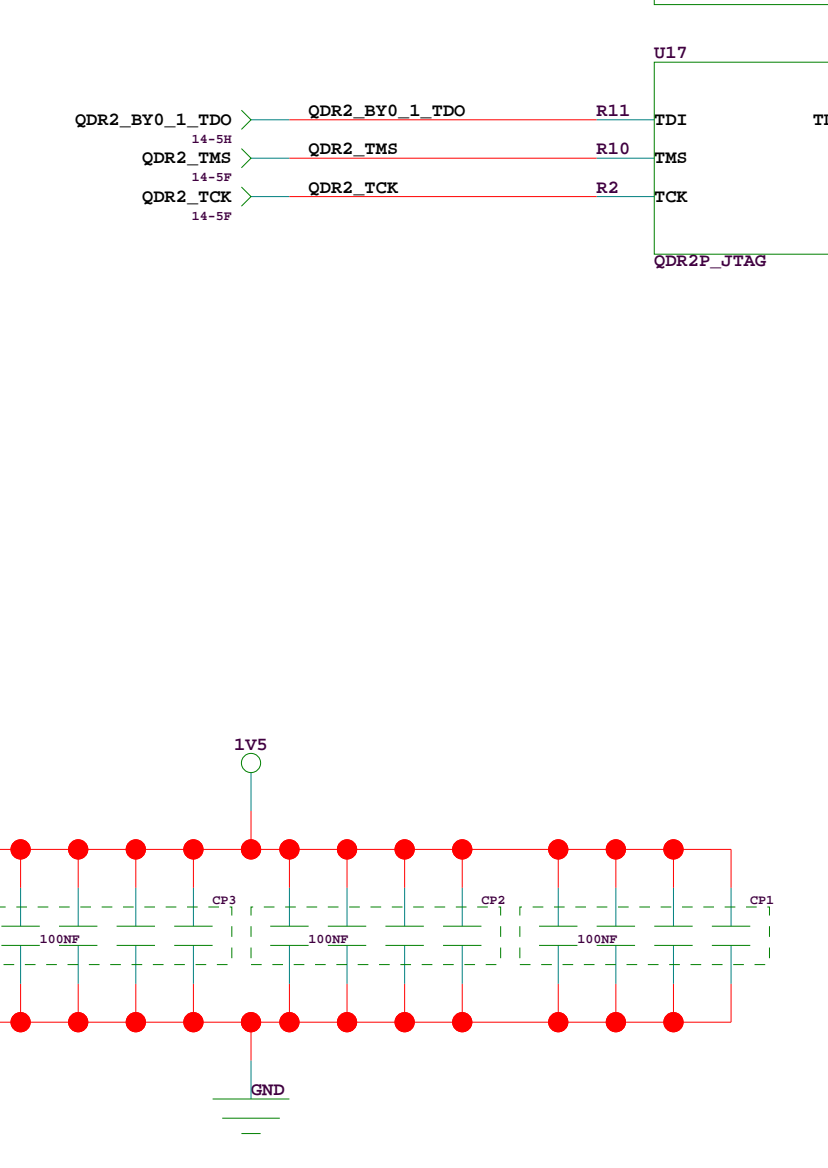 U17
QDR2_BY0_1_TDO QDR2_BY0_1_TDO R11 TDI
14-5H
QDR2_TMS QDR2_TMS R10 TMS
14-5F
QDR2_TCK QDR2_TCK R2 TCK
14-5F
QDR2P_JTAG
1V5
CP3 CP2 CP1
100NF 100NF 100NF
GND